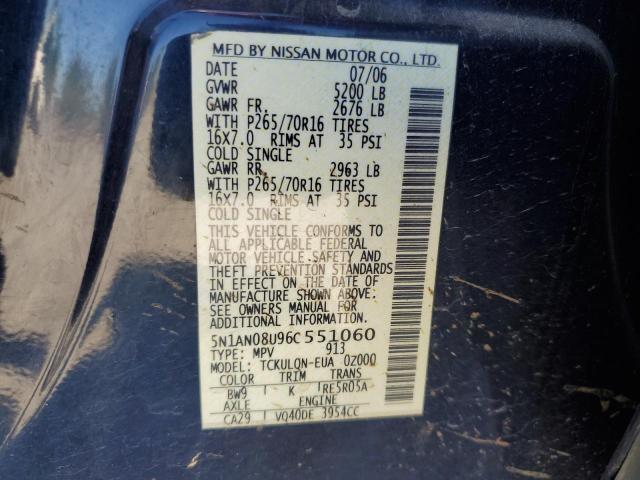 MFD BY NISSAN MOTOR CO., LTD.
DATE 07/06
GVWR 5200 LB
GAWR FR. 2676 LB
WITH P265/70R16 TIRES
16X7.0 RIMS AT 35 PSI
COLD SINGLE
GAWR RR. 2963 LB
WITH P265/70R16 TIRES
16X7.0 RIMS AT 35 PSI
COLD SINGLE
THIS VEHICLE CONFORMS TO
ALL APPLICABLE FEDERAL
MOTOR VEHICLE SAFETY AND
THEFT PREVENTION STANDARDS
IN EFFECT ON THE DATE OF
MANUFACTURE SHOWN ABOVE:
SEE OWNERS MANUAL FOR
ADDITIONAL INFORMATION
5N1AN08U96C551060
TYPE: MPV 913
MODEL: TCKULQN-EUA 0Z000
COLOR TRIM TRANS
BW9 K RE5R05A
AXLE ENGINE
CA29 VQ40DE 3954CC